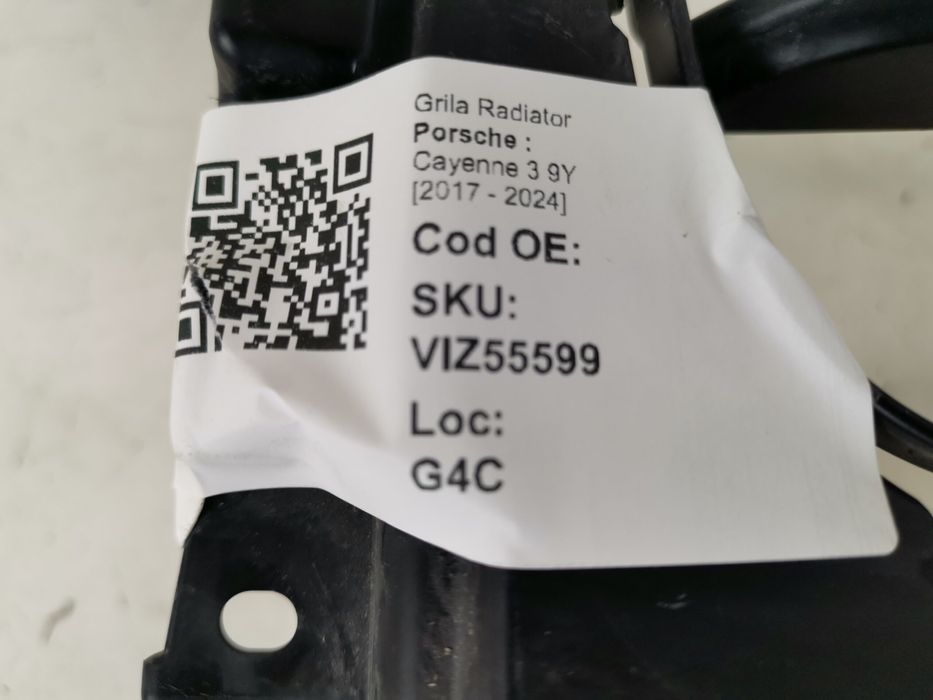 Grila Radiator
Porsche :
Cayenne 3 9Y
[2017 - 2024]
Cod OE:
SKU:
VIZ55599
Loc:
G4C